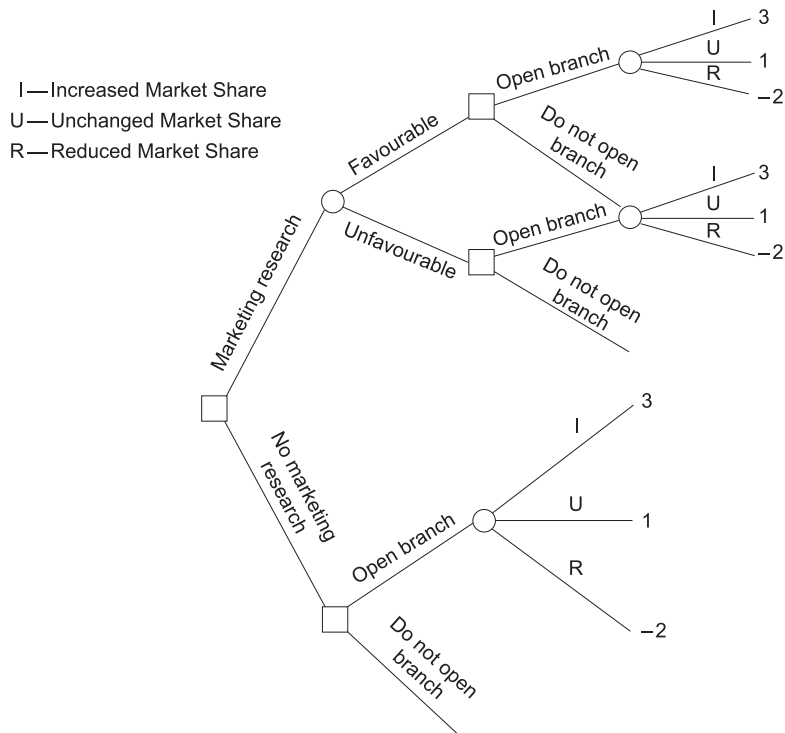 I—Increased Market Share
U—Unchanged Market Share
R—Reduced Market Share
Marketing research
Favourable
Unfavourable
Open branch
I 3
U 1
R –2
Do not open
branch
Open branch
I 3
U 1
R –2
Do not open
branch
No marketing
research
Open branch
I 3
U 1
R –2
Do not open
branch